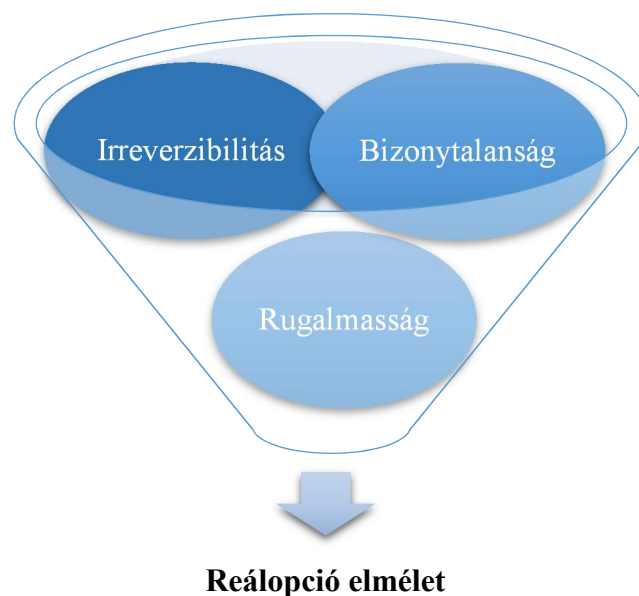 Irreverzibilitás
Bizonytalanság
Rugalmasság
Reálopció elmélet